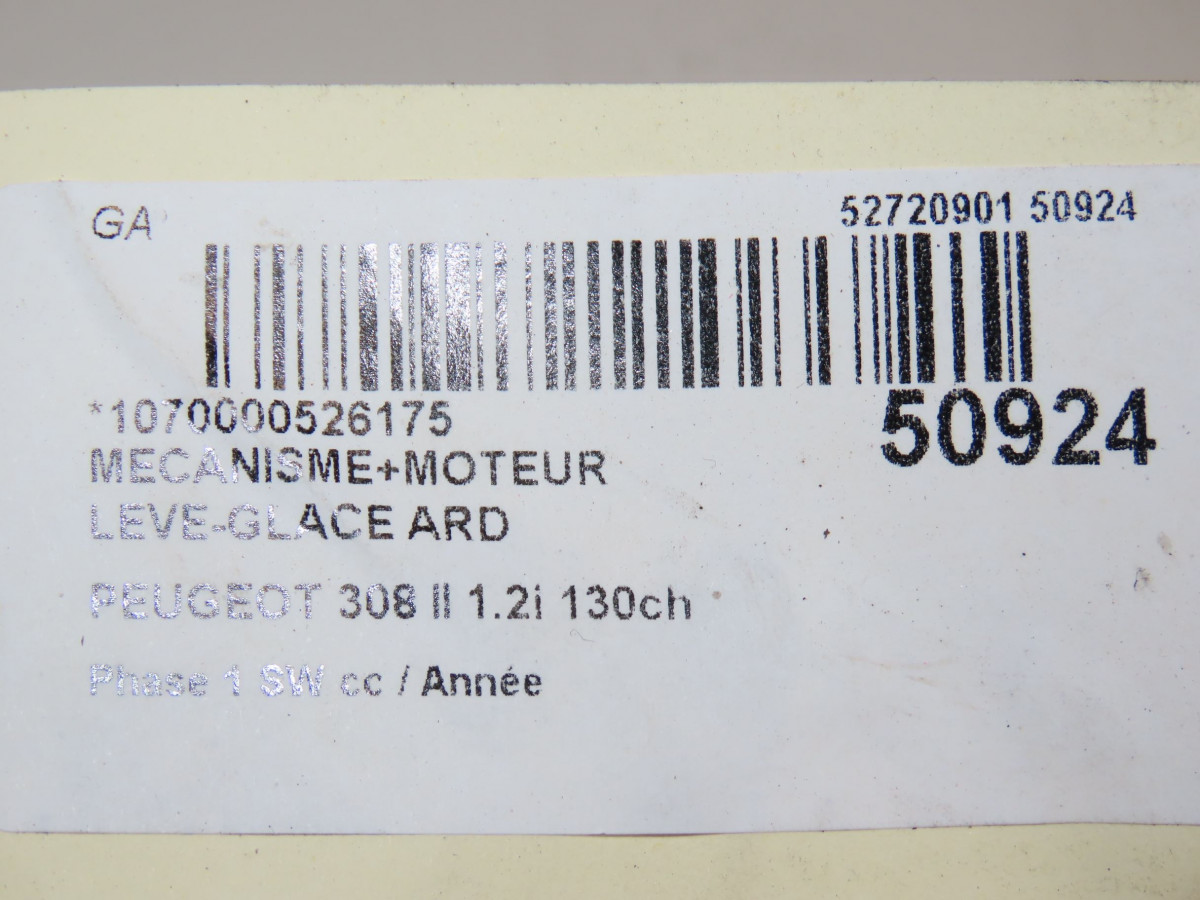 GA
52720901 50924
*1070000526175
50924
MECANISME+MOTEUR
LEVE-GLACE ARD
PEUGEOT 308 II 1.2i 130ch
Phase 1 SW cc / Année